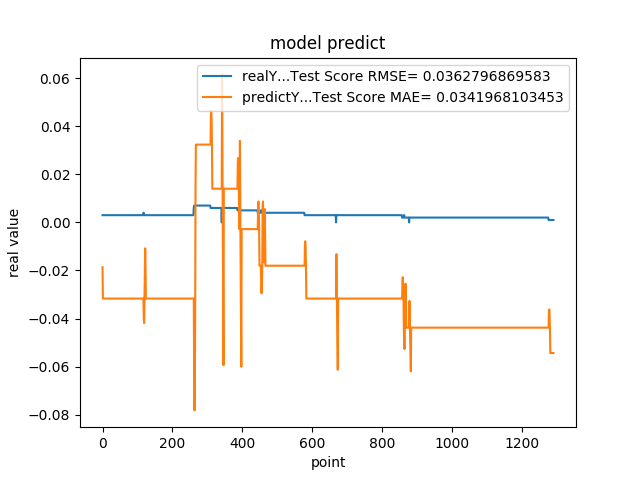 model predict
realY...Test Score RMSE= 0.0362796869583
predictY...Test Score MAE= 0.0341968103453
0.06
0.04
0.02
0.00
−0.02
−0.04
−0.06
−0.08
real value
0 200 400 600 800 1000 1200
point